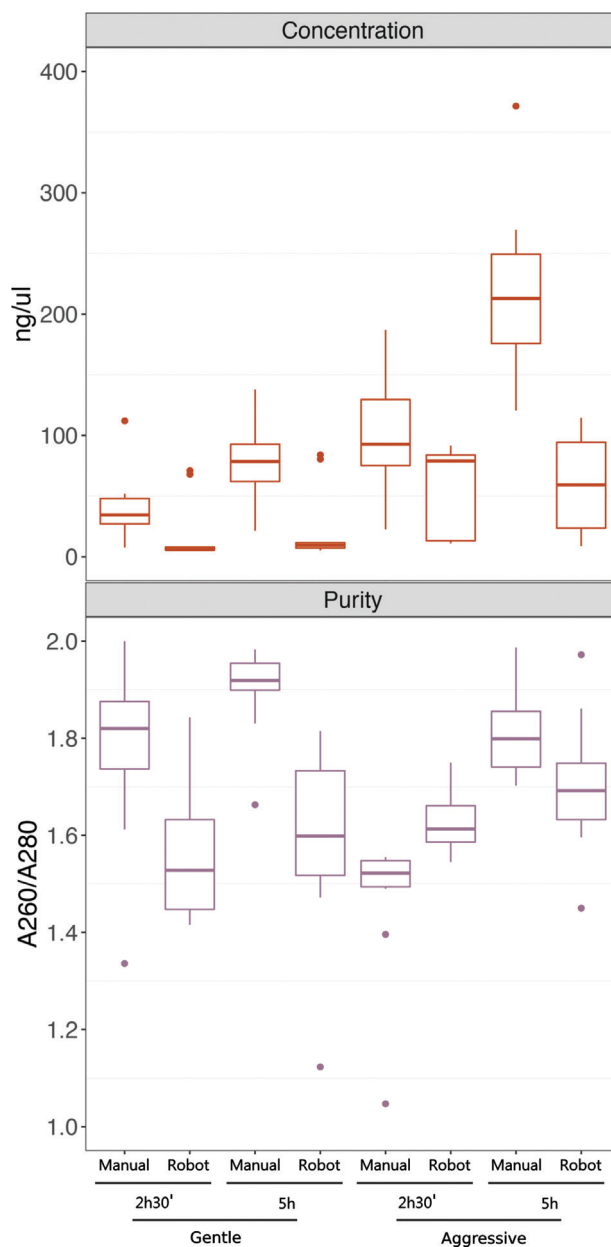 Concentration
400
300
200
100
0
ng/ul
Purity
2.0
1.8
1.6
1.4
1.2
1.0
A260/A280
Manual Robot Manual Robot Manual Robot Manual Robot
2h30' 5h 2h30' 5h
Gentle Aggressive